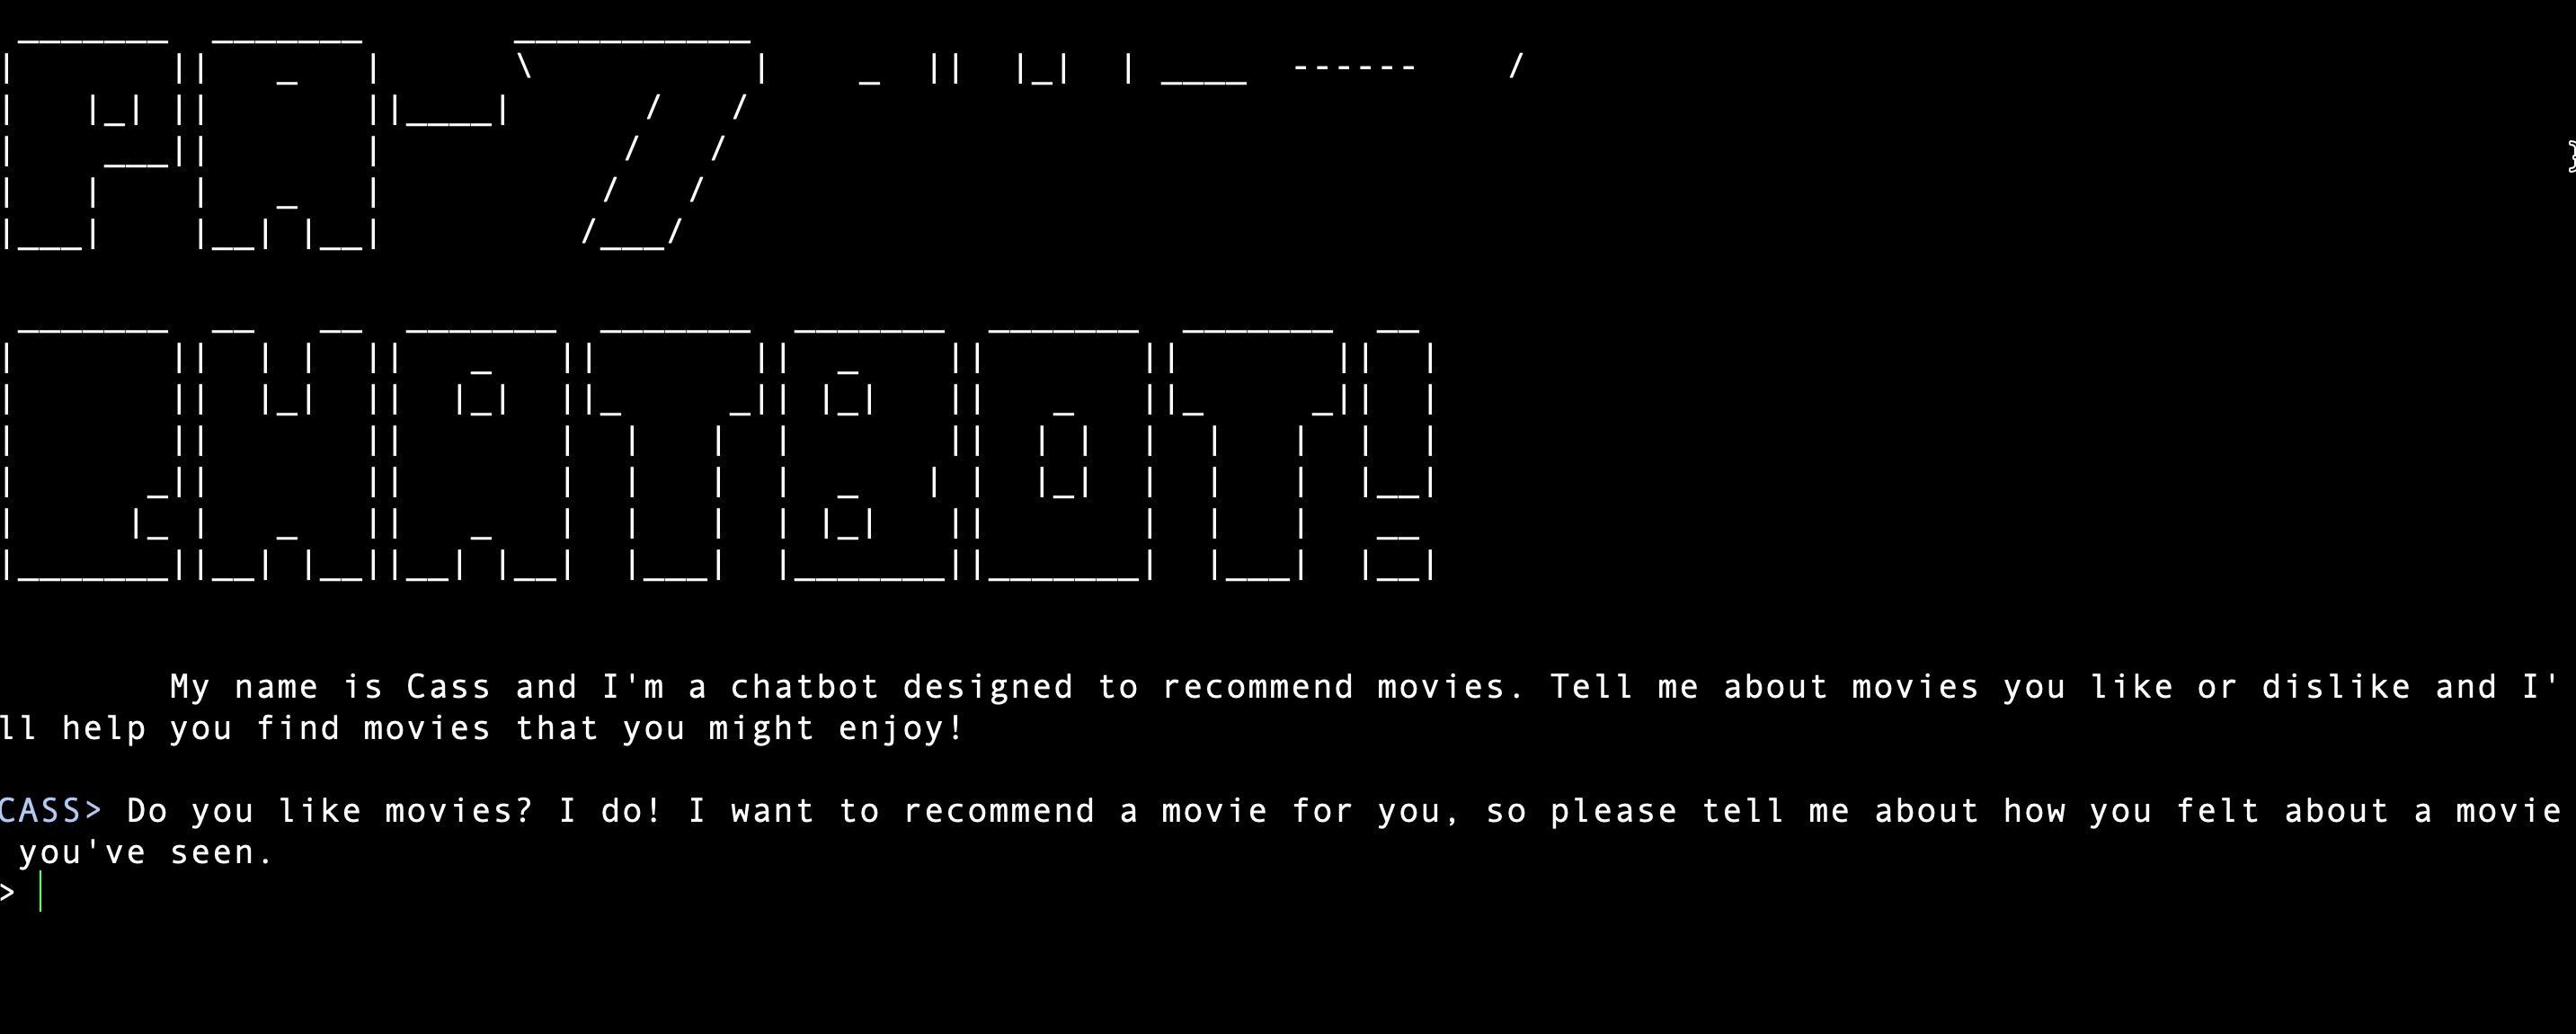 PA-7
CHATBOT!
My name is Cass and I'm a chatbot designed to recommend movies. Tell me about movies you like or dislike and I'
ll help you find movies that you might enjoy!
CASS> Do you like movies? I do! I want to recommend a movie for you, so please tell me about how you felt about a movie
you've seen.
>